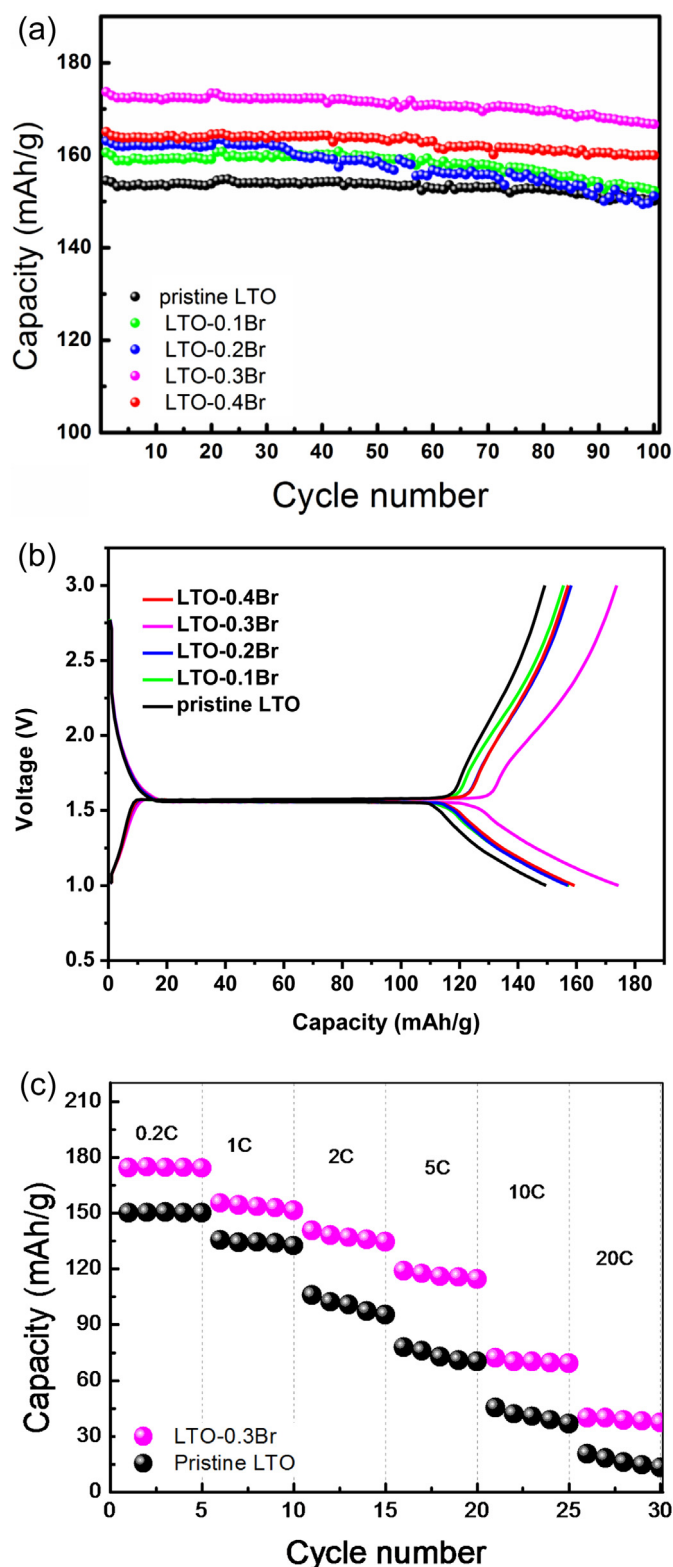 (a)
Capacity (mAh/g)
180
160
140
120
100
pristine LTO
LTO-0.1Br
LTO-0.2Br
LTO-0.3Br
LTO-0.4Br
10 20 30 40 50 60 70 80 90 100
Cycle number
(b)
Voltage (V)
3.0
2.5
2.0
1.5
1.0
0.5
LTO-0.4Br
LTO-0.3Br
LTO-0.2Br
LTO-0.1Br
pristine LTO
0 20 40 60 80 100 120 140 160 180
Capacity (mAh/g)
(c)
Capacity (mAh/g)
210
180
150
120
90
60
30
0
0.2C
1C
2C
5C
10C
20C
LTO-0.3Br
Pristine LTO
0 5 10 15 20 25 30
Cycle number